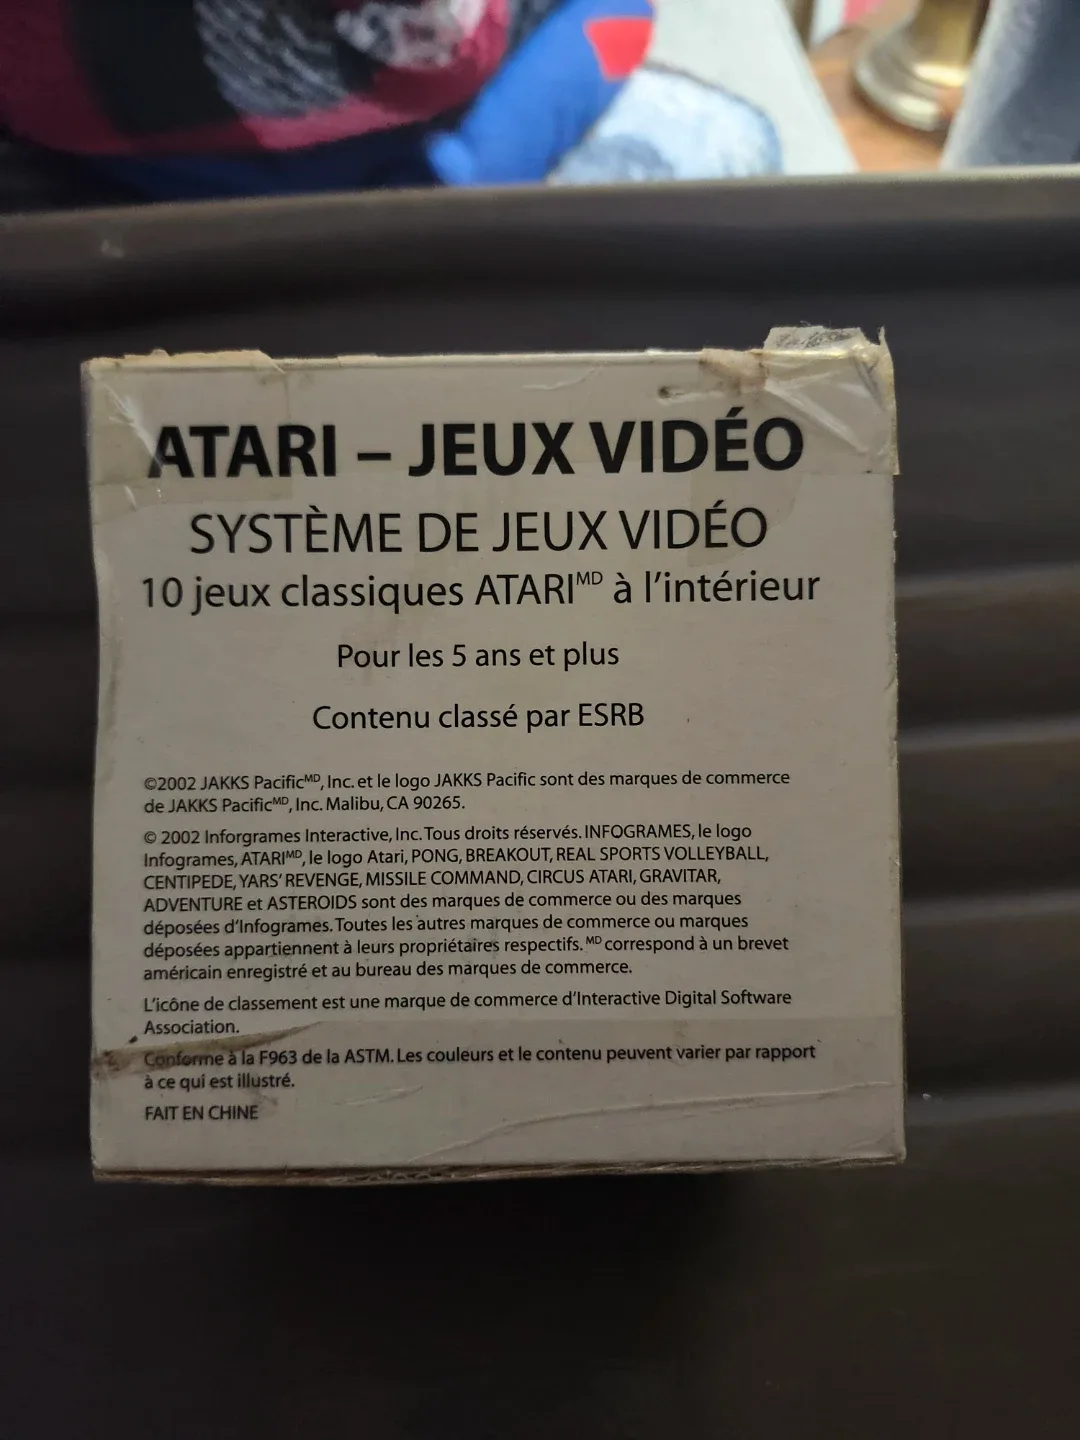 ATARI – JEUX VIDÉO
SYSTÈME DE JEUX VIDÉO
10 jeux classiques ATARIᴹᴰ à l'intérieur
Pour les 5 ans et plus
Contenu classé par ESRB
©2002 JAKKS Pacificᴹᴰ, Inc. et le logo JAKKS Pacific sont des marques de commerce
de JAKKS Pacificᴹᴰ, Inc. Malibu, CA 90265.
© 2002 Inforgrames Interactive, Inc. Tous droits réservés. INFOGRAMES, le logo
Infogrames, ATARIᴹᴰ, le logo Atari, PONG, BREAKOUT, REAL SPORTS VOLLEYBALL,
CENTIPEDE, YARS' REVENGE, MISSILE COMMAND, CIRCUS ATARI, GRAVITAR,
ADVENTURE et ASTEROIDS sont des marques de commerce ou des marques
déposées d'Infogrames. Toutes les autres marques de commerce ou marques
déposées appartiennent à leurs propriétaires respectifs. ᴹᴰ correspond à un brevet
américain enregistré et au bureau des marques de commerce.
L'icône de classement est une marque de commerce d'Interactive Digital Software
Association.
Conforme à la F963 de la ASTM. Les couleurs et le contenu peuvent varier par rapport
à ce qui est illustré.
FAIT EN CHINE